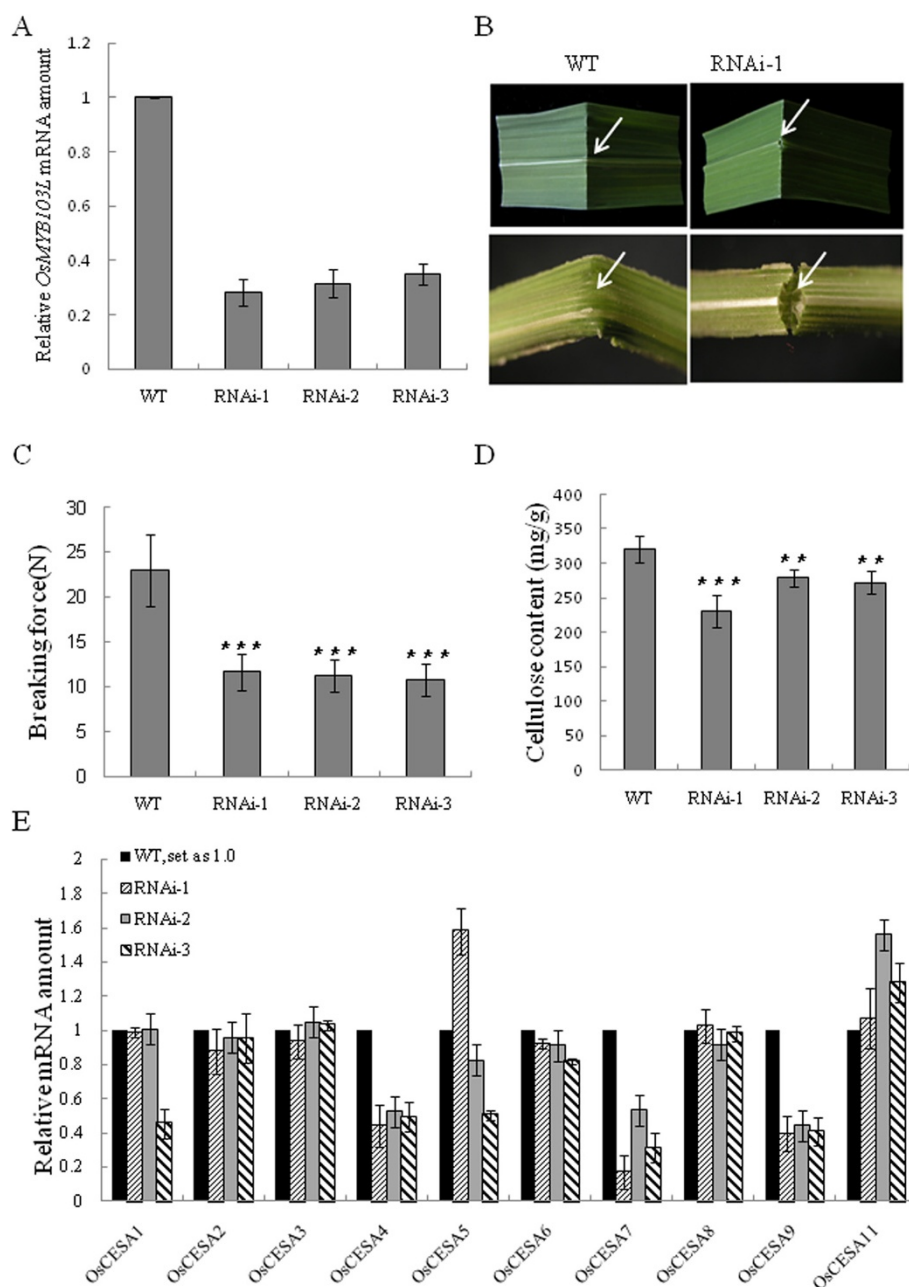 A
Relative OsMYB103L mRNA amount
1.2
1
0.8
0.6
0.4
0.2
0
WT
RNAi-1
RNAi-2
RNAi-3
B
WT
RNAi-1
C
Breaking force(N)
30
25
20
15
10
5
0
***
***
***
WT
RNAi-1
RNAi-2
RNAi-3
D
Cellulose content (mg/g)
400
350
300
250
200
150
100
50
0
***
**
**
WT
RNAi-1
RNAi-2
RNAi-3
E
Relative mRNA amount
2
1.8
1.6
1.4
1.2
1
0.8
0.6
0.4
0.2
0
WT,set as 1.0
RNAi-1
RNAi-2
RNAi-3
OsCESA1
OsCESA2
OsCESA3
OsCESA4
OsCESA5
OsCESA6
OsCESA7
OsCESA8
OsCESA9
OsCESA11